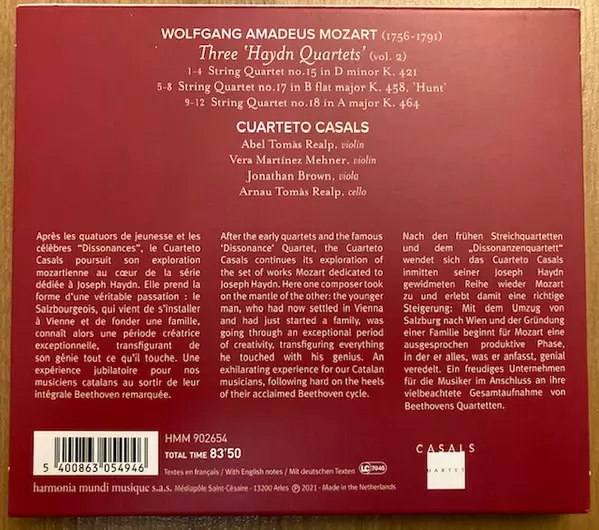 WOLFGANG AMADEUS MOZART (1756-1791)
Three 'Haydn Quartets' (vol. 2)
1-4 String Quartet no.15 in D minor K. 421
5-8 String Quartet no.17 in B flat major K. 458, 'Hunt'
9-12 String Quartet no.18 in A major K. 464
CUARTETO CASALS
Abel Tomàs Realp, violin
Vera Martínez Mehner, violin
Jonathan Brown, viola
Arnau Tomàs Realp, cello
Après les quatuors de jeunesse et les
célèbres “Dissonances”, le Cuarteto
Casals poursuit son exploration
mozartienne au cœur de la série
dédiée à Joseph Haydn. Elle prend la
forme d'une véritable passation : le
Salzbourgeois, qui vient de s'installer
à Vienne et de fonder une famille,
connaît alors une période créatrice
exceptionnelle, transfigurant de
son génie tout ce qu'il touche. Une
expérience jubilatoire pour nos
musiciens catalans au sortir de leur
intégrale Beethoven remarquée.
After the early quartets and the famous
'Dissonance' Quartet, the Cuarteto
Casals continues its exploration of
the set of works Mozart dedicated to
Joseph Haydn. Here one composer took
on the mantle of the other: the younger
man, who had now settled in Vienna
and had just started a family, was
going through an exceptional period
of creativity, transfiguring everything
he touched with his genius. An
exhilarating experience for our Catalan
musicians, following hard on the heels
of their acclaimed Beethoven cycle.
Nach den frühen Streichquartetten
und dem „Dissonanzenquartett“
wendet sich das Cuarteto Casals
inmitten seiner Joseph Haydn
gewidmeten Reihe wieder Mozart
zu und erlebt damit eine richtige
Steigerung: Mit dem Umzug von
Salzburg nach Wien und der Gründung
einer Familie beginnt für Mozart eine
ausgesprochen produktive Phase,
in der er alles, was er anfasst, genial
veredelt. Ein freudiges Unternehmen
für die Musiker im Anschluss an ihre
vielbeachtete Gesamtaufnahme von
Beethovens Quartetten.
HMM 902654
TOTAL TIME 83'50
5 400863 054946
LC 7045
Textes en français / With English notes / Mit deutschen Texten
harmonia mundi musique s.a.s. Médiapôle Saint-Césaire - 13200 Arles ℗ 2021 - Made in the Netherlands
CASALS
QUARTET